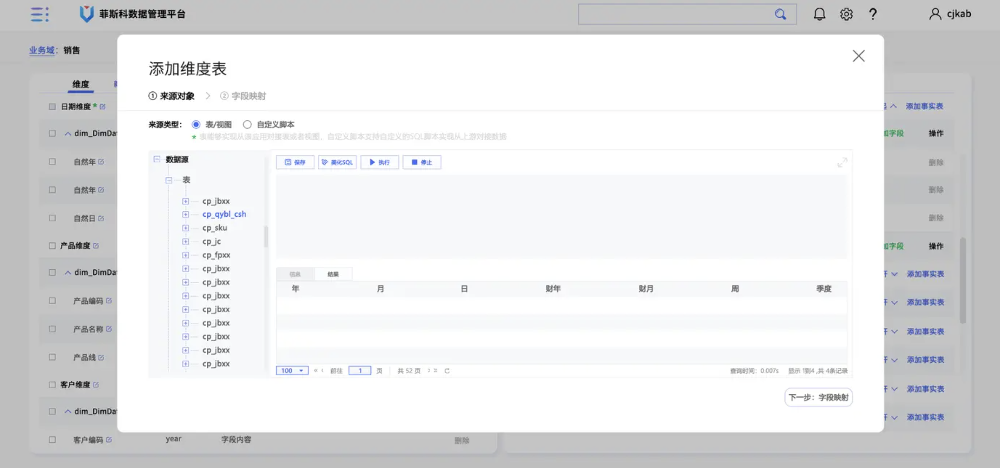 菲斯科数据管理平台
cjkab
业务域：销售
添加维度表
① 来源对象 > ② 字段映射
来源类型： 表/视图 自定义脚本
* 表能够实现从该应用对接表或者视图，自定义脚本支持自定义的SQL脚本实现从上游对接数据
数据源
表
cp_jbxx
cp_qybl_csh
cp_sku
cp_jc
cp_fpxx
cp_jbxx
cp_jbxx
cp_jbxx
cp_jbxx
cp_jbxx
cp_jbxx
cp_jbxx
cp_jbxx
保存 美化SQL 执行 停止
信息 结果
年 月 日 财年 财月 周 季度
100 « ‹ 前往 1 页 共 52 页 › »
查询时间：0.007s 显示 1到4 ,共 4条记录
下一步：字段映射
维度
日期维度*
dim_DimDa
自然年
自然年
自然日
产品维度
dim_DimDa
产品编码
产品名称
产品线
客户维度
dim_DimDa
客户编码 year 字段内容 删除
添加事实表
加字段 操作
删除
删除
删除
加字段 操作
添加事实表
添加事实表
添加事实表
添加事实表
添加事实表
添加事实表